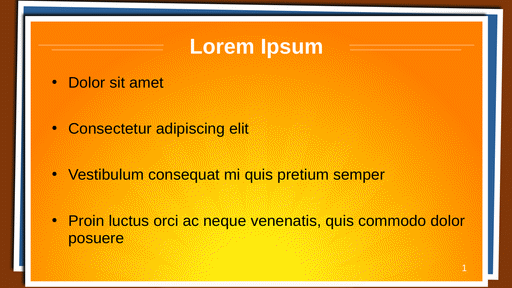 Lorem Ipsum
• Dolor sit amet
• Consectetur adipiscing elit
• Vestibulum consequat mi quis pretium semper
• Proin luctus orci ac neque venenatis, quis commodo dolor
posuere
1